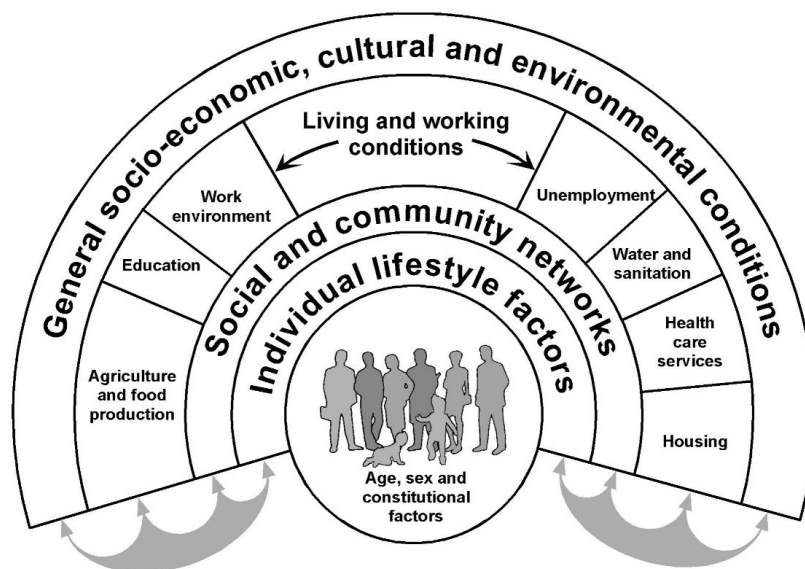 General socio-economic, cultural and environmental conditions
Living and working
conditions
Work
environment
Education
Agriculture and
and food
production
Unemployment
Water and
sanitation
Health
care
services
Housing
Social and community networks
Individual lifestyle factors
Age, sex and
constitutional
factors